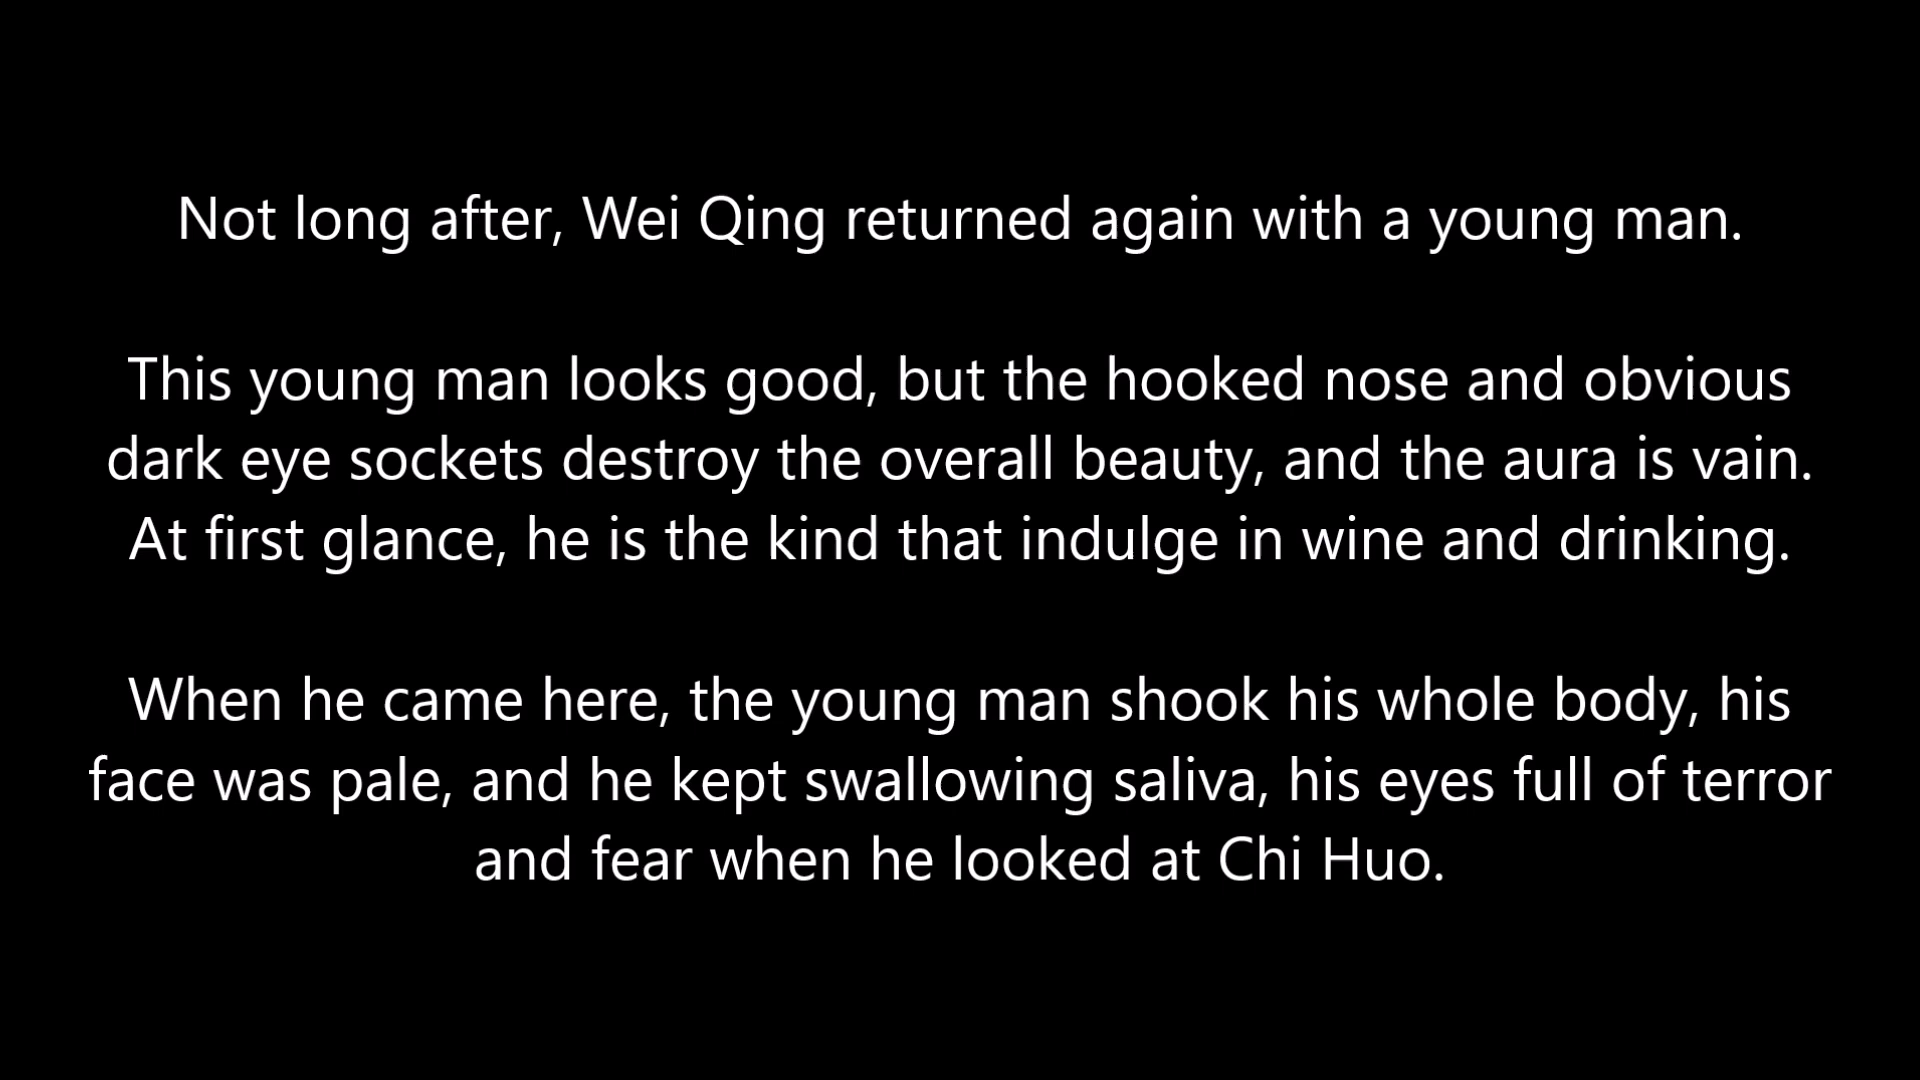 Not long after, Wei Qing returned again with a young man.
This young man looks good, but the hooked nose and obvious
dark eye sockets destroy the overall beauty, and the aura is vain.
At first glance, he is the kind that indulge in wine and drinking.
When he came here, the young man shook his whole body, his
face was pale, and he kept swallowing saliva, his eyes full of terror
and fear when he looked at Chi Huo.